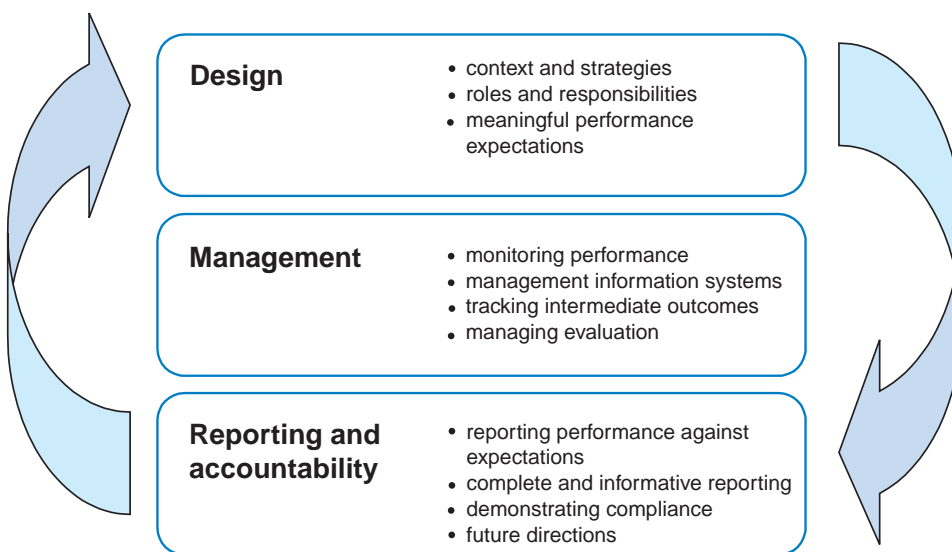 Design
• context and strategies
• roles and responsibilities
• meaningful performance
expectations
Management
• monitoring performance
• management information systems
• tracking intermediate outcomes
• managing evaluation
Reporting and
accountability
• reporting performance against
expectations
• complete and informative reporting
• demonstrating compliance
• future directions